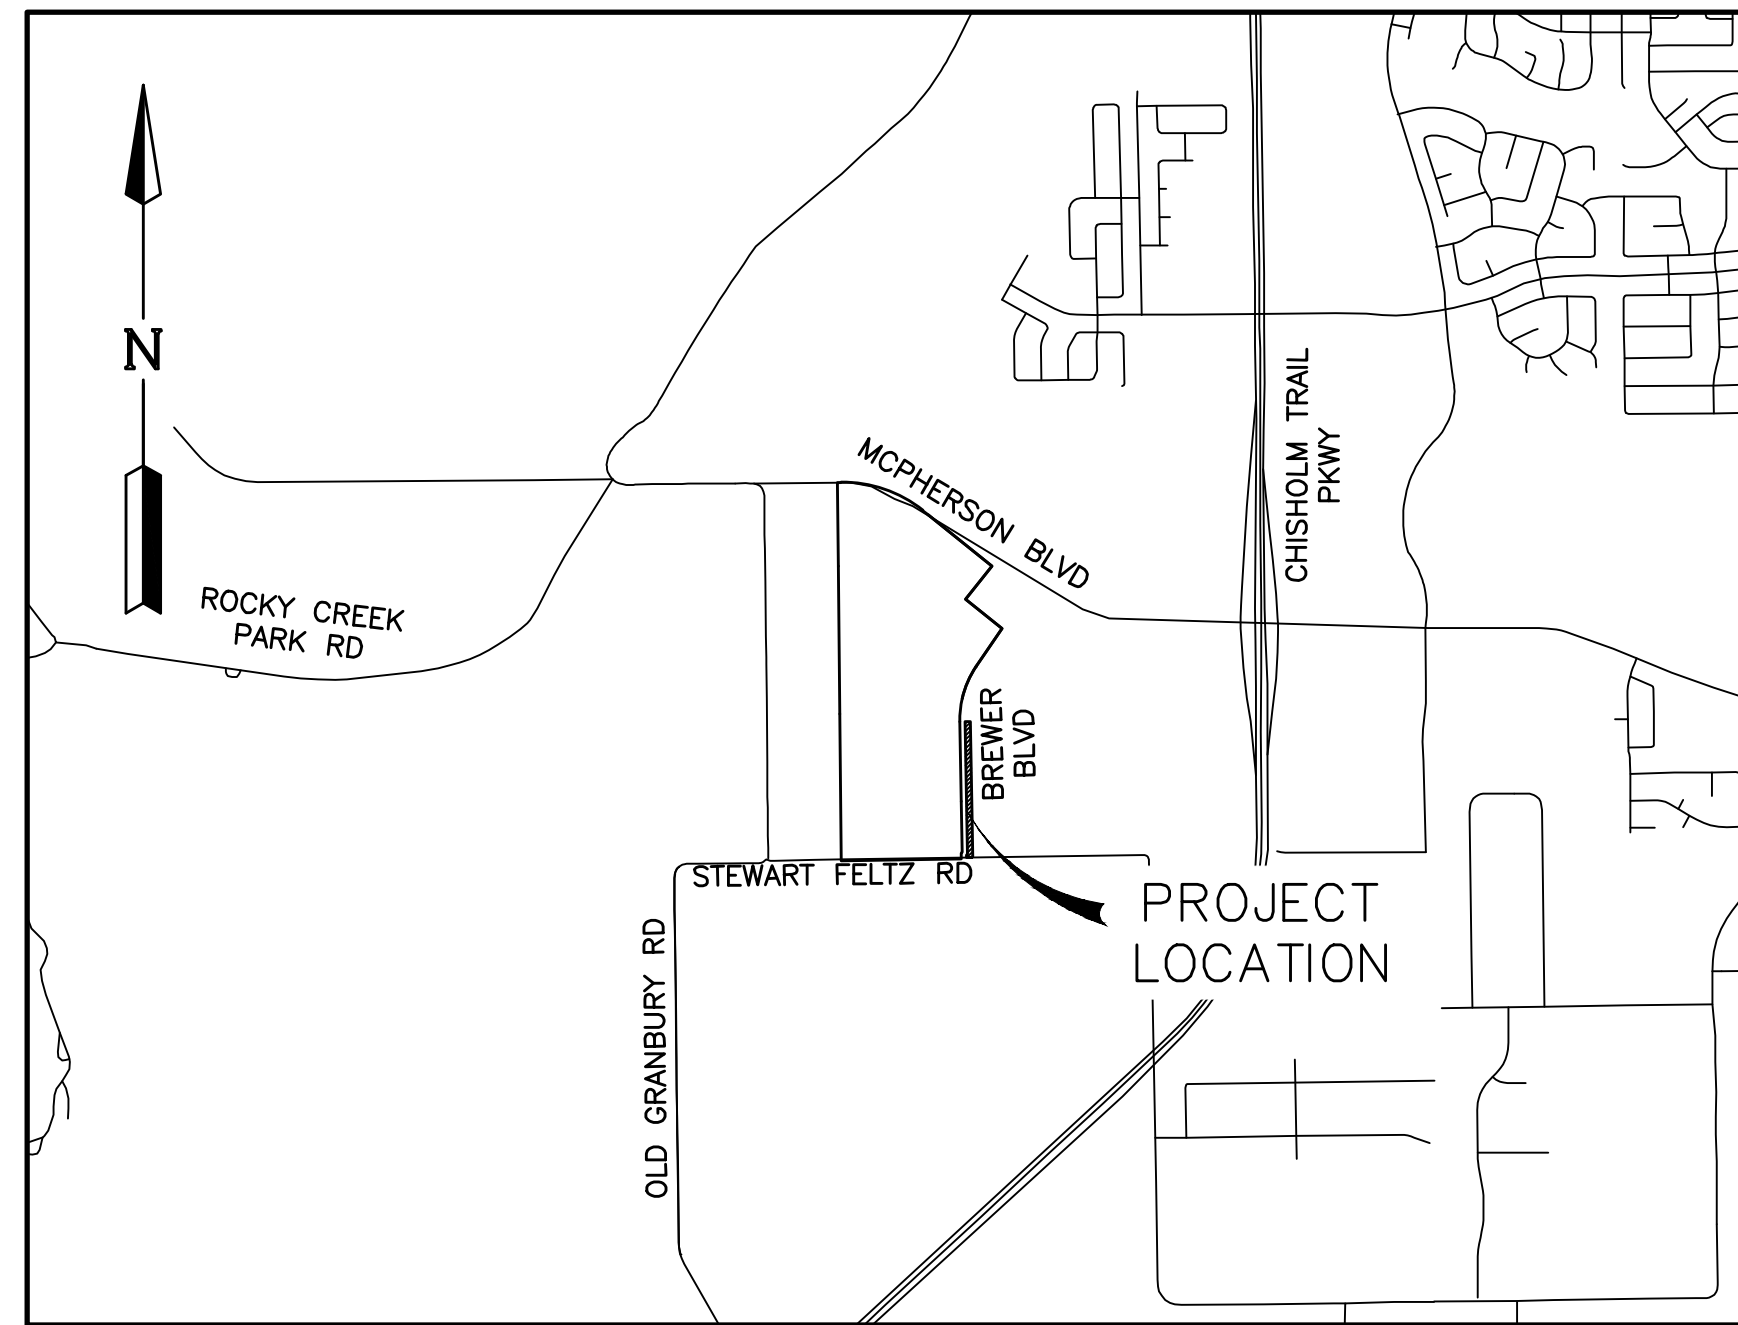 N
MCPHERSON BLVD
CHISHOLM TRAIL
PKWY
ROCKY CREEK
PARK RD
BREWER
BLVD
STEWART FELTZ RD
PROJECT
LOCATION
OLD GRANBURY RD